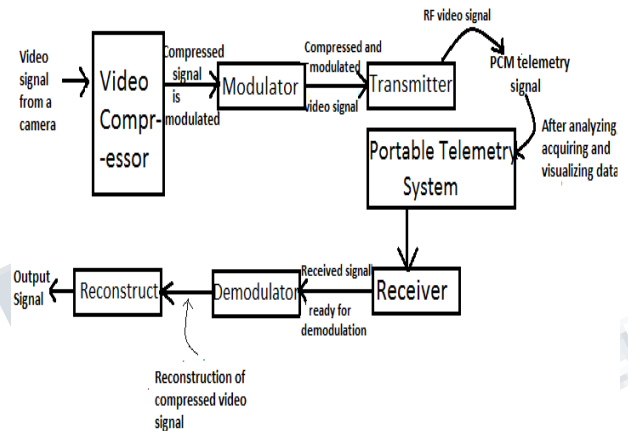 Video
signal
from a
camera
Video
Compr-
-essor
Compressed
signal
is
modulated
Modulator
Compressed and
modulated
video signal
Transmitter
RF video signal
PCM telemetry
signal
After analyzing
acquiring and
visualizing data
Portable Telemetry
System
Receiver
Received signal
ready for
demodulation
Demodulator
Reconstruction of
compressed video
signal
Reconstruct
Output
Signal